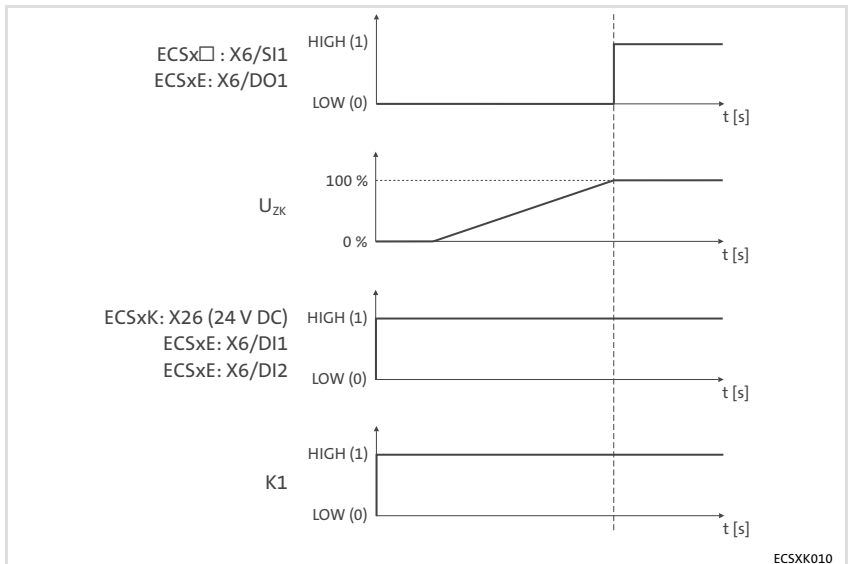 ECSx□ : X6/SI1
ECSxE: X6/DO1
HIGH (1)
LOW (0)
t [s]
U_ZK
100 %
0 %
t [s]
ECSxK: X26 (24 V DC)
ECSxE: X6/DI1
ECSxE: X6/DI2
HIGH (1)
LOW (0)
t [s]
K1
HIGH (1)
LOW (0)
t [s]
ECSXK010